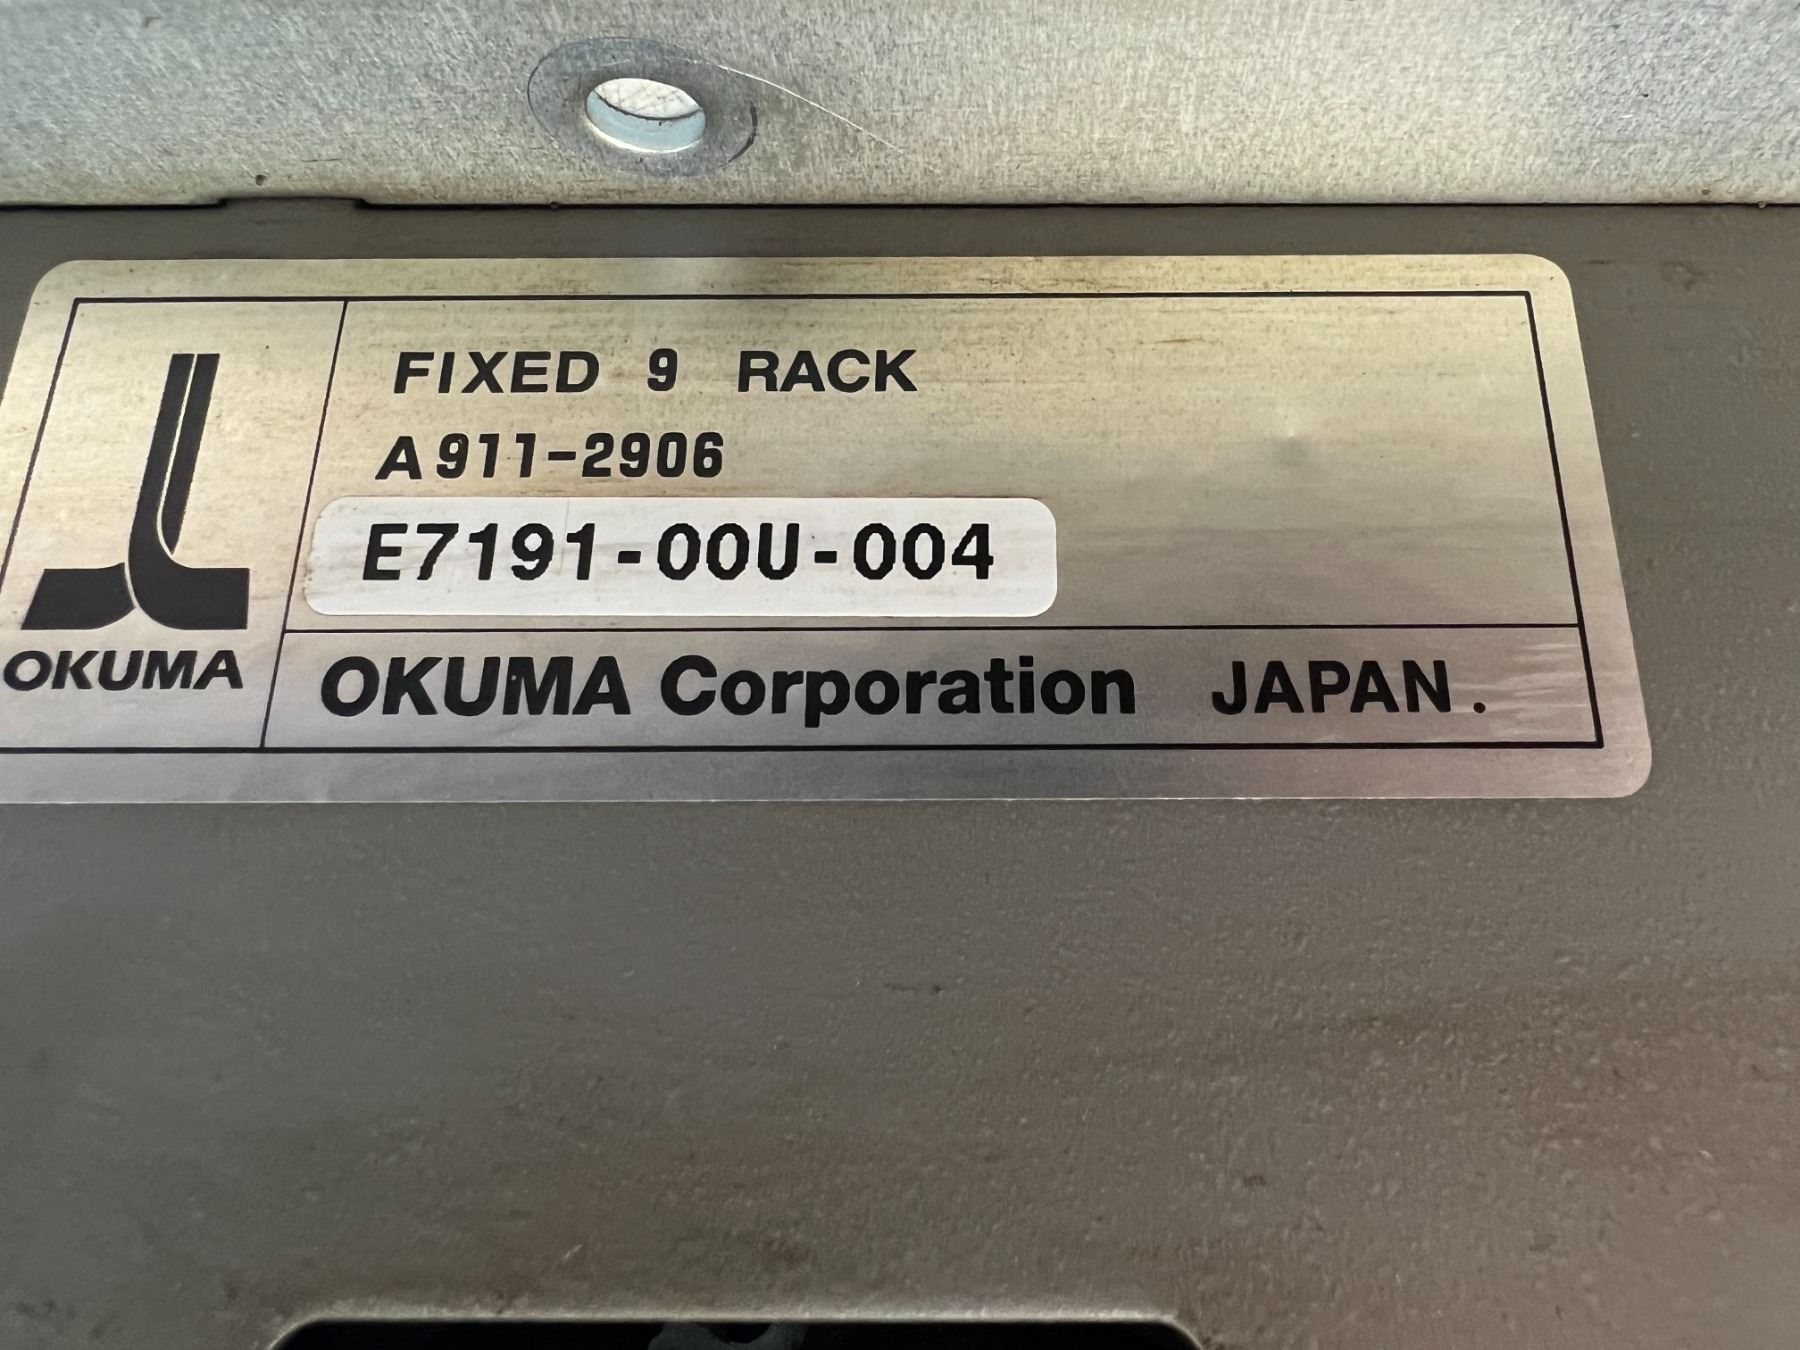 FIXED 9 RACK
A911-2906
E7191-00U-004
OKUMA
OKUMA Corporation JAPAN.